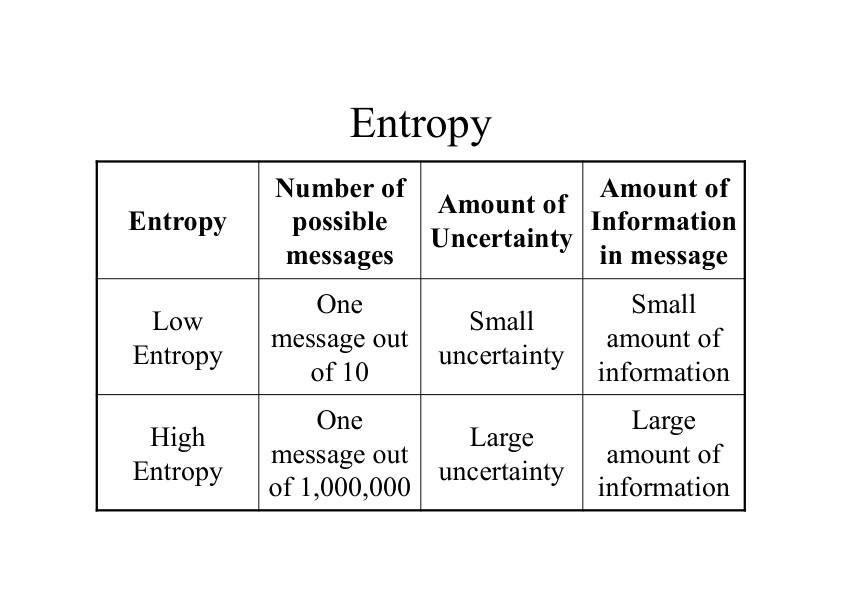 Entropy
Entropy
Number of
possible
messages
Amount of
Uncertainty
Amount of
Information
in message
Low
Entropy
One
message out
of 10
Small
uncertainty
Small
amount of
information
High
Entropy
One
message out
of 1,000,000
Large
uncertainty
Large
amount of
information